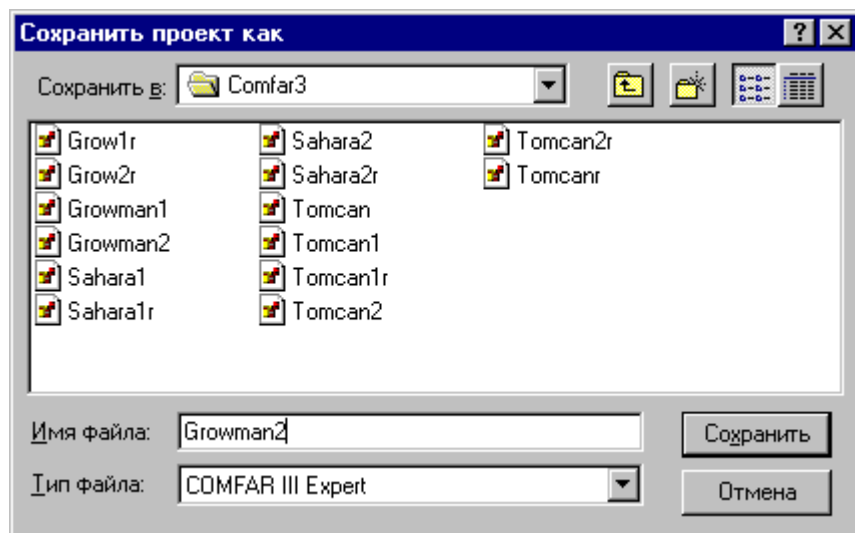 Сохранить проект как
Сохранить в: Comfar3
Grow1r Sahara2 Tomcan2r
Grow2r Sahara2r Tomcanr
Growman1 Tomcan
Growman2 Tomcan1
Sahara1 Tomcan1r
Sahara1r Tomcan2
Имя файла: Growman2 Сохранить
Тип файла: COMFAR III Expert Отмена